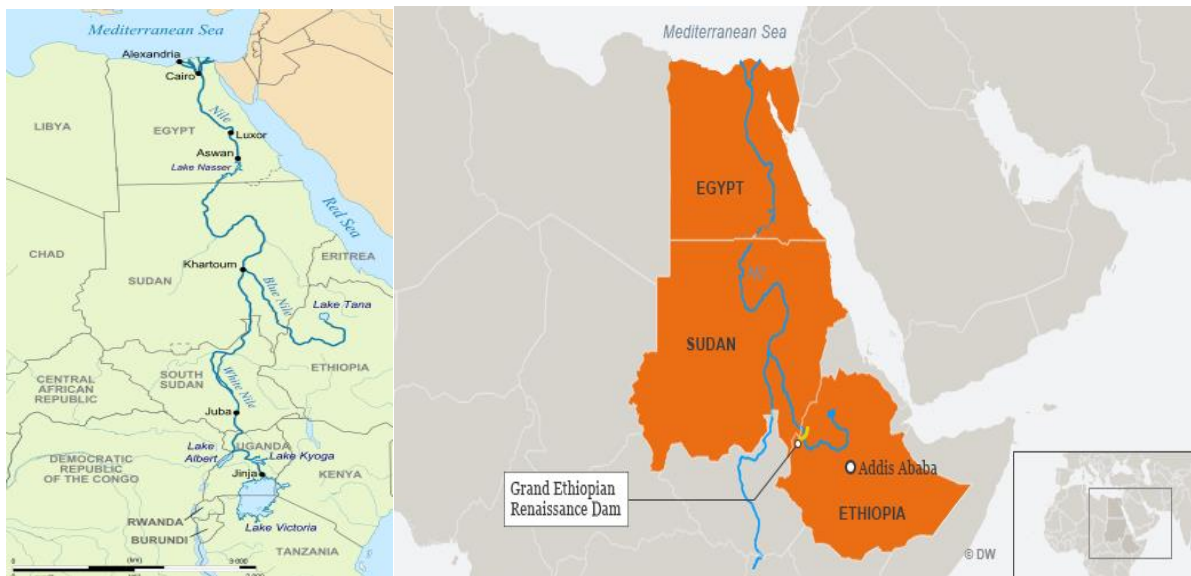 Mediterranean Sea
Alexandria
Cairo
Nile
LIBYA
EGYPT
Luxor
Aswan
Lake Nasser
Red Sea
CHAD
SUDAN
Khartoum
ERITREA
Blue Nile
Lake Tana
CENTRAL
AFRICAN
REPUBLIC
SOUTH
SUDAN
ETHIOPIA
White Nile
Juba
Lake
Albert
UGANDA
Lake Kyoga
DEMOCRATIC
REPUBLIC
OF THE CONGO
Jinja
KENYA
RWANDA
BURUNDI
Lake Victoria
TANZANIA
0
(km)
Mediterranean Sea
EGYPT
SUDAN
Addis Ababa
Grand Ethiopian
Renaissance Dam
ETHIOPIA
© DW